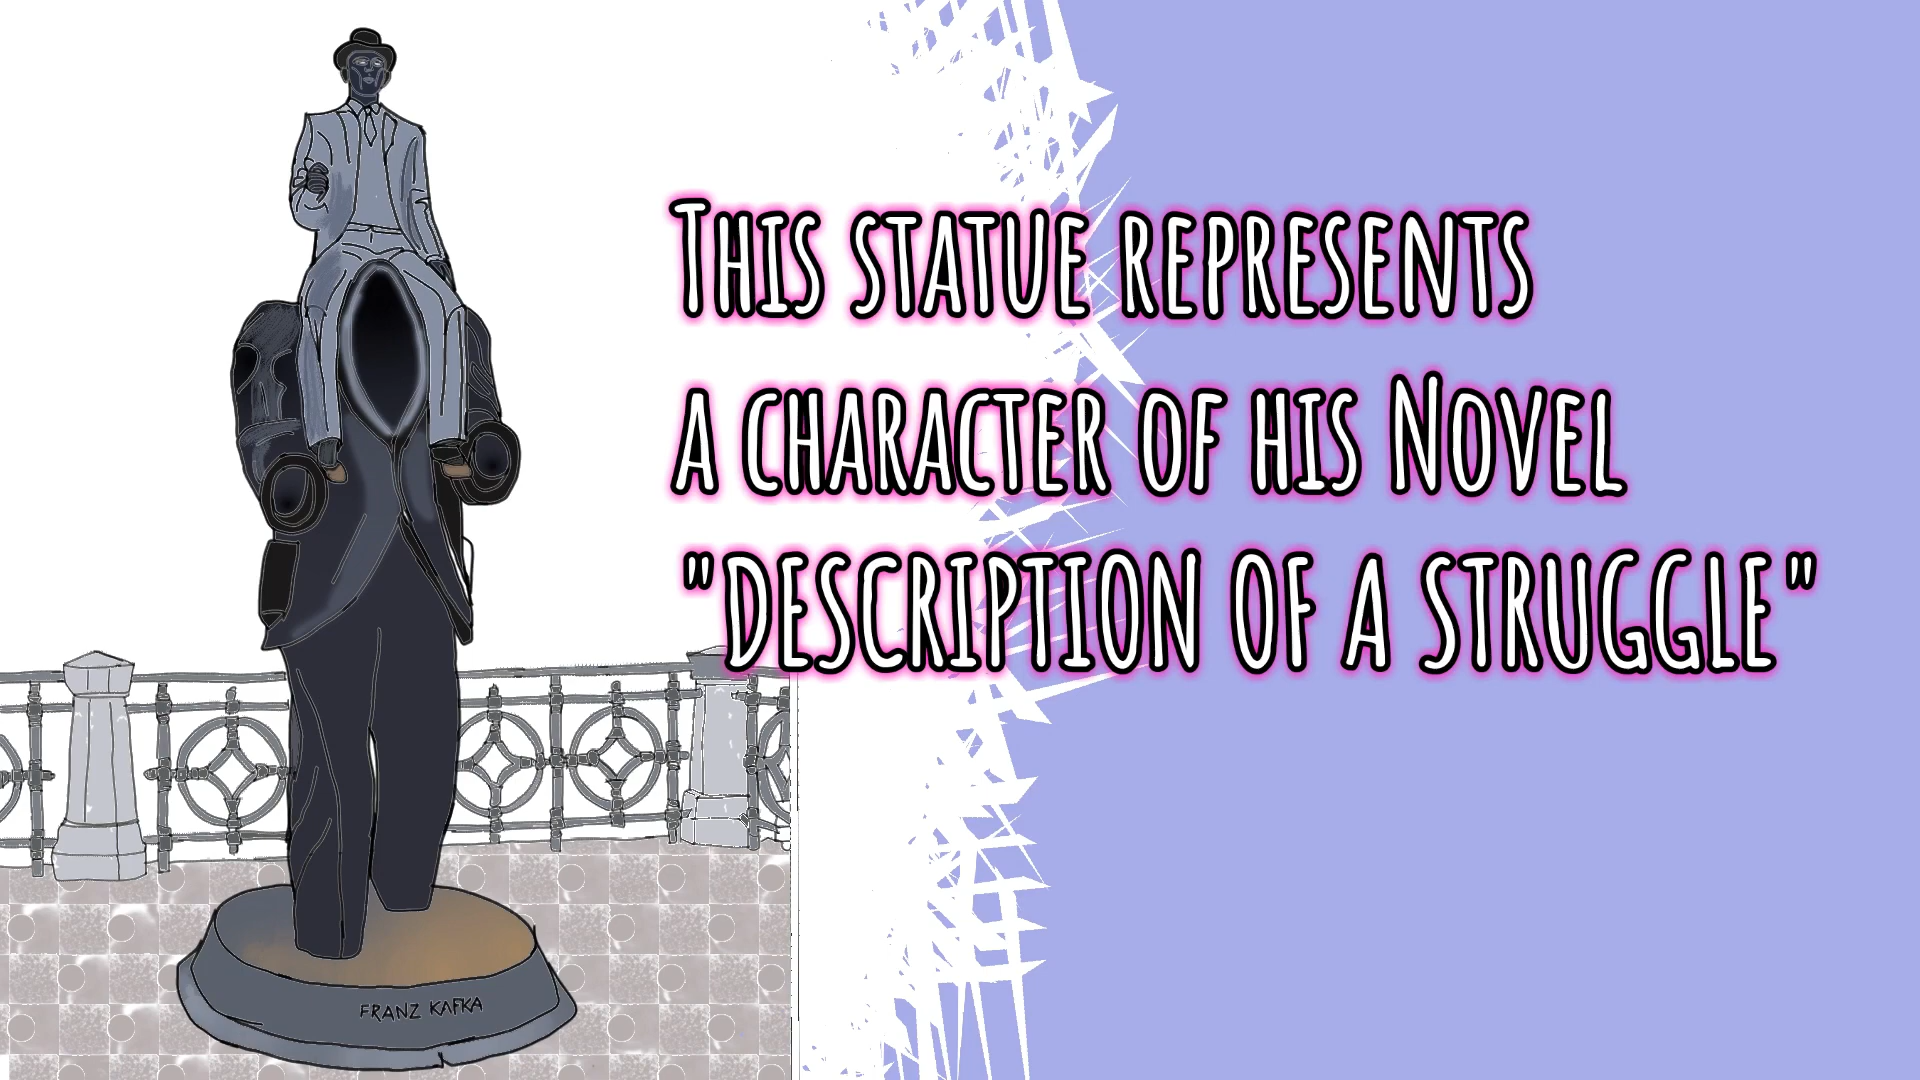 This statue represents
a character of his Novel
"DESCRIPTION OF A STRUGGLE"
FRANZ KAFKA